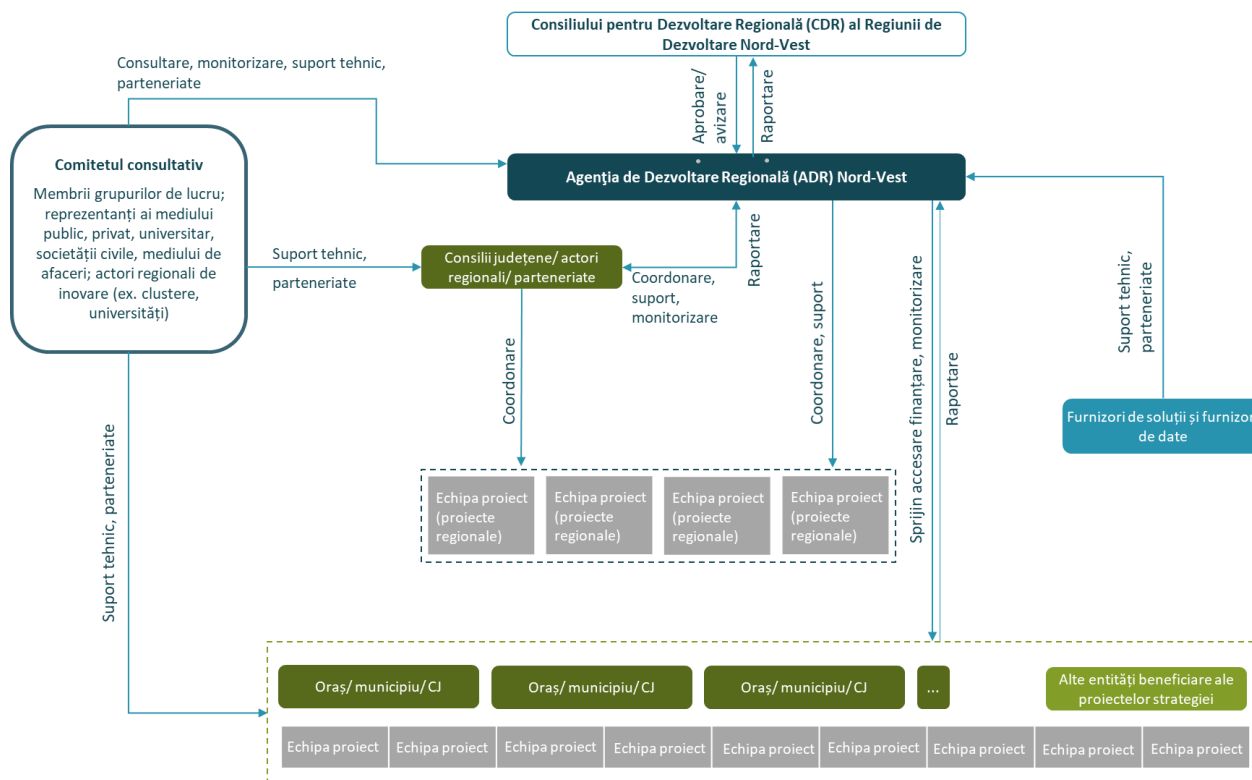 Consiliului pentru Dezvoltare Regională (CDR) al Regiunii de
Dezvoltare Nord-Vest
Consultare, monitorizare, suport tehnic,
parteneriate
Aprobare/
avizare
Raportare
Comitetul consultativ
Membrii grupurilor de lucru;
reprezentanți ai mediului
public, privat, universitar,
societății civile, mediului de
afaceri; actori regionali de
inovare (ex. clustere,
universități)
Agenția de Dezvoltare Regională (ADR) Nord-Vest
Suport tehnic,
parteneriate
Consilii județene/ actori
regionali/ parteneriate
Coordonare,
suport,
monitorizare
Raportare
Coordonare
Coordonare, suport
Sprijin accesare finanțare, monitorizare
Raportare
Suport tehnic,
parteneriate
Furnizori de soluții și furnizori
de date
Suport tehnic, parteneriate
Echipa proiect
(proiecte
regionale)
Echipa proiect
(proiecte
regionale)
Echipa proiect
(proiecte
regionale)
Echipa proiect
(proiecte
regionale)
Oraș/ municipiu/ CJ
Oraș/ municipiu/ CJ
Oraș/ municipiu/ CJ
...
Alte entități beneficiare ale
proiectelor strategiei
Echipa proiect
Echipa proiect
Echipa proiect
Echipa proiect
Echipa proiect
Echipa proiect
Echipa proiect
Echipa proiect
Echipa proiect